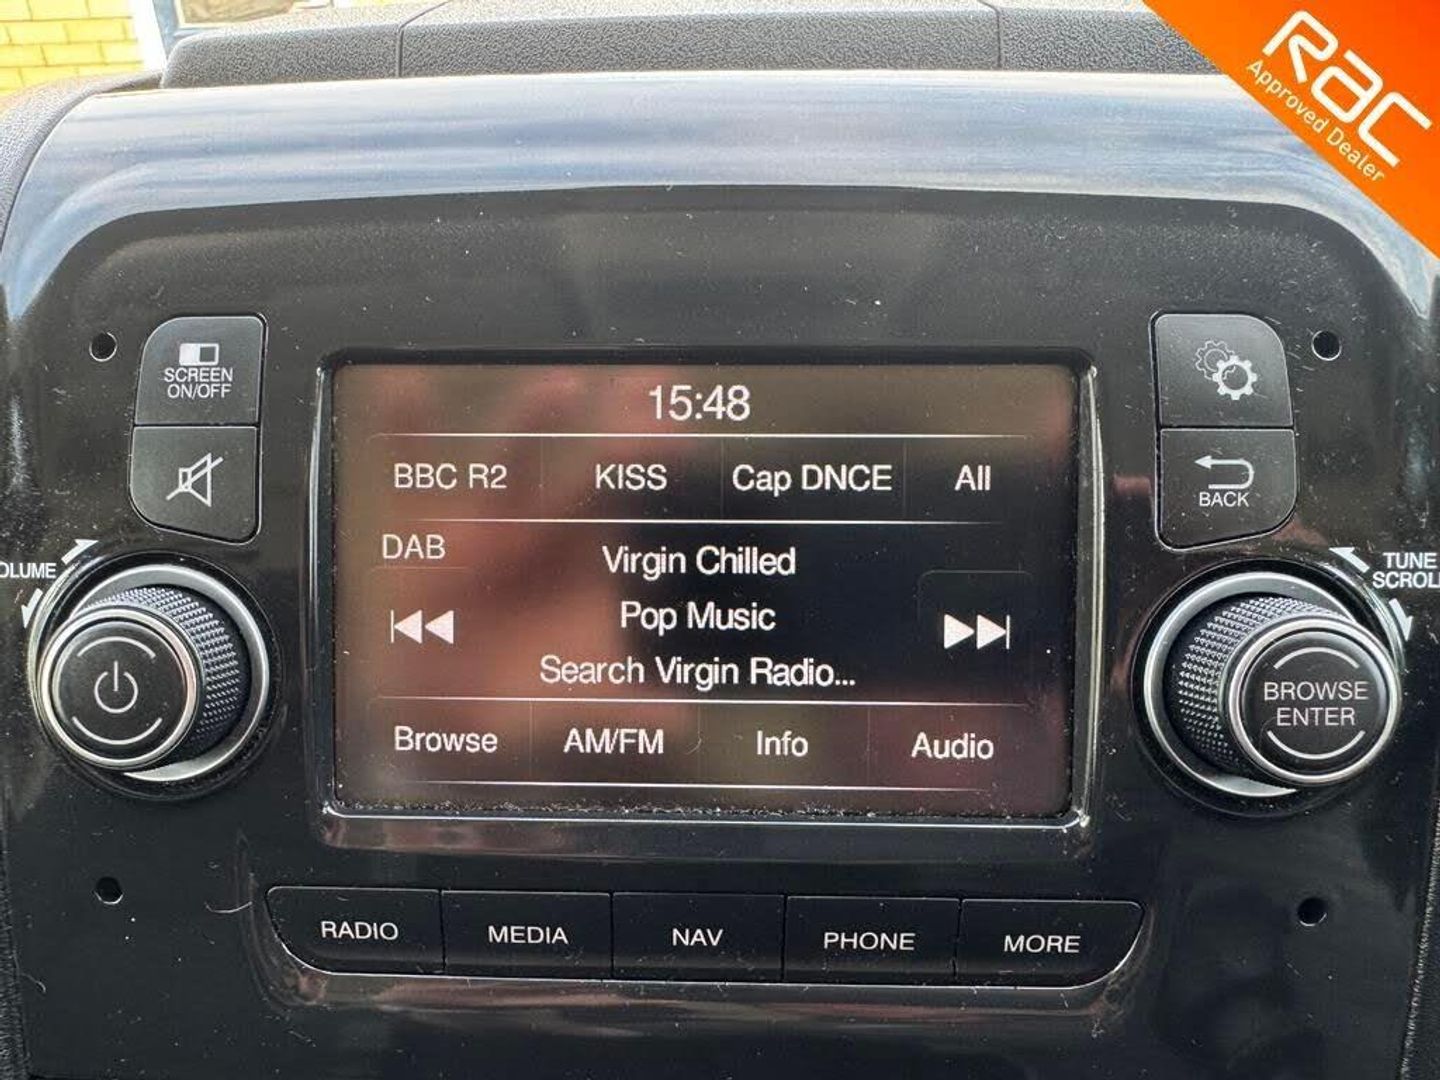 rac
Approved Dealer
SCREEN
ON/OFF
15:48
BBC R2 KISS Cap DNCE All
DAB
Virgin Chilled
Pop Music
Search Virgin Radio...
Browse AM/FM Info Audio
BACK
OLUME
TUNE
SCROL
BROWSE
ENTER
RADIO MEDIA NAV PHONE MORE